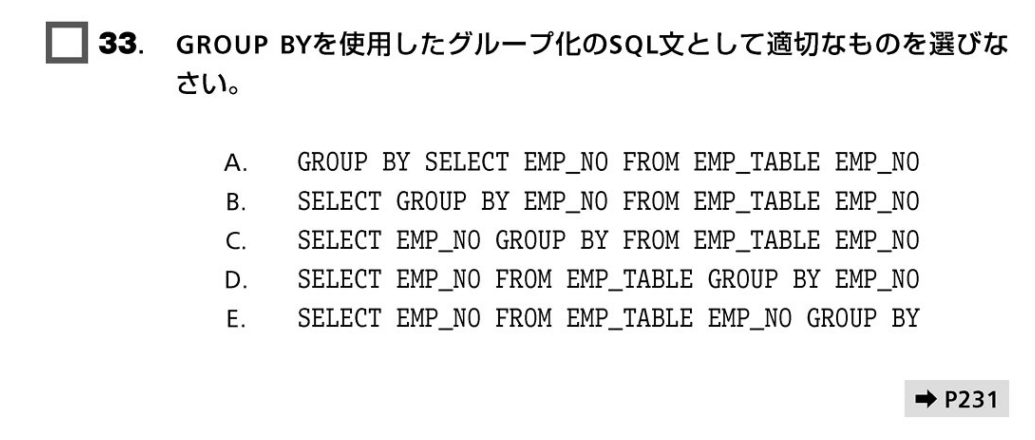 33. GROUP BYを使用したグループ化のSQL文として適切なものを選びな
さい。
A. GROUP BY SELECT EMP_NO FROM EMP_TABLE EMP_NO
B. SELECT GROUP BY EMP_NO FROM EMP_TABLE EMP_NO
C. SELECT EMP_NO GROUP BY FROM EMP_TABLE EMP_NO
D. SELECT EMP_NO FROM EMP_TABLE GROUP BY EMP_NO
E. SELECT EMP_NO FROM EMP_TABLE EMP_NO GROUP BY
➡ P231